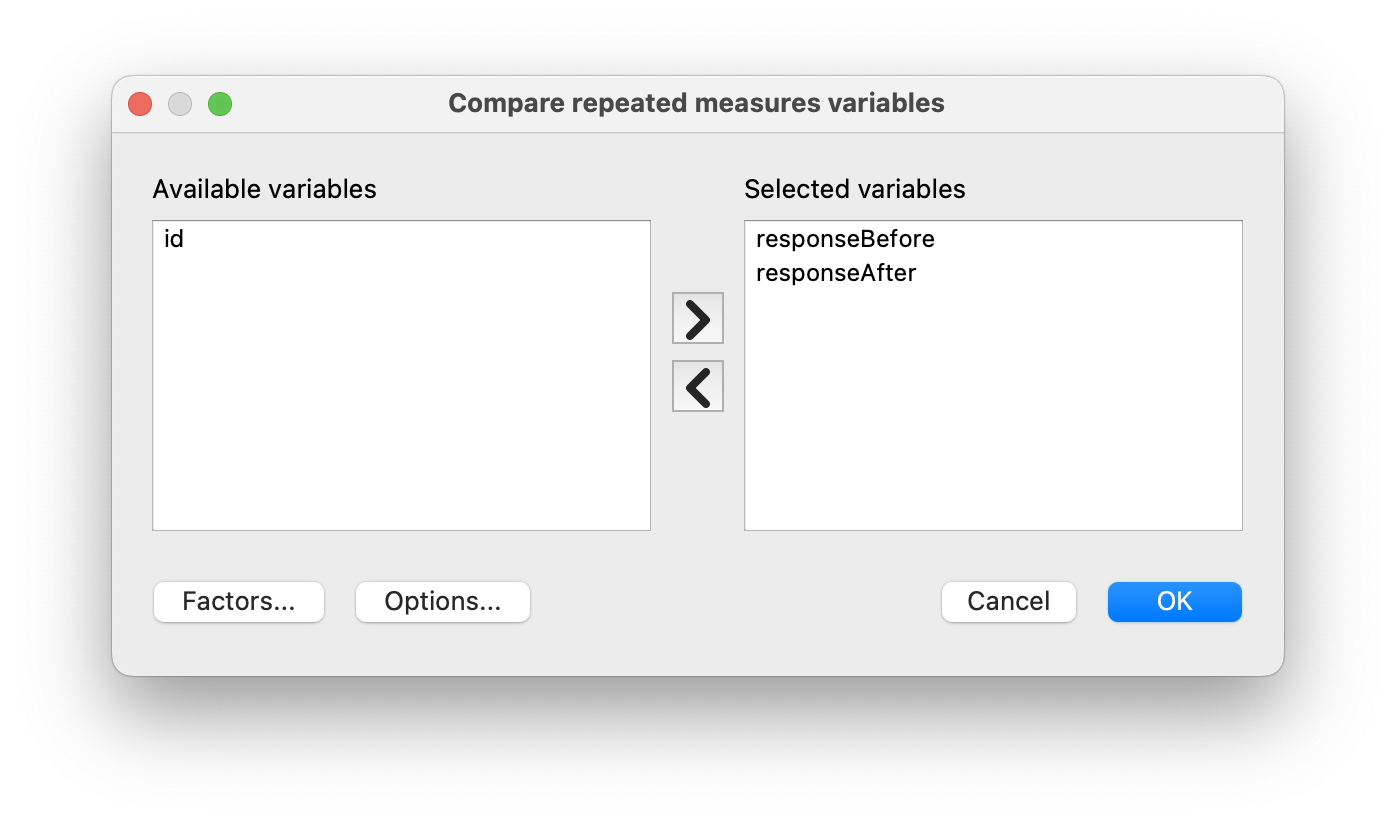 Compare repeated measures variables
Available variables
Selected variables
id
responseBefore
responseAfter
Factors...
Options...
Cancel
OK